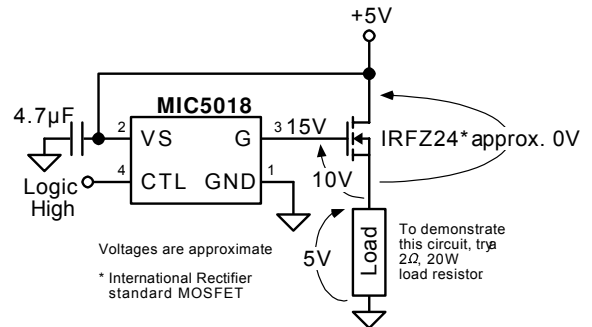 +5V
4.7µF
MIC5018
2 VS G 3 15V
IRFZ24* approx. 0V
4 CTL GND 1
Logic
High
10V
5V
Load
To demonstrate
this circuit, try a
2Ω, 20W
load resistor.
Voltages are approximate
* International Rectifier
standard MOSFET